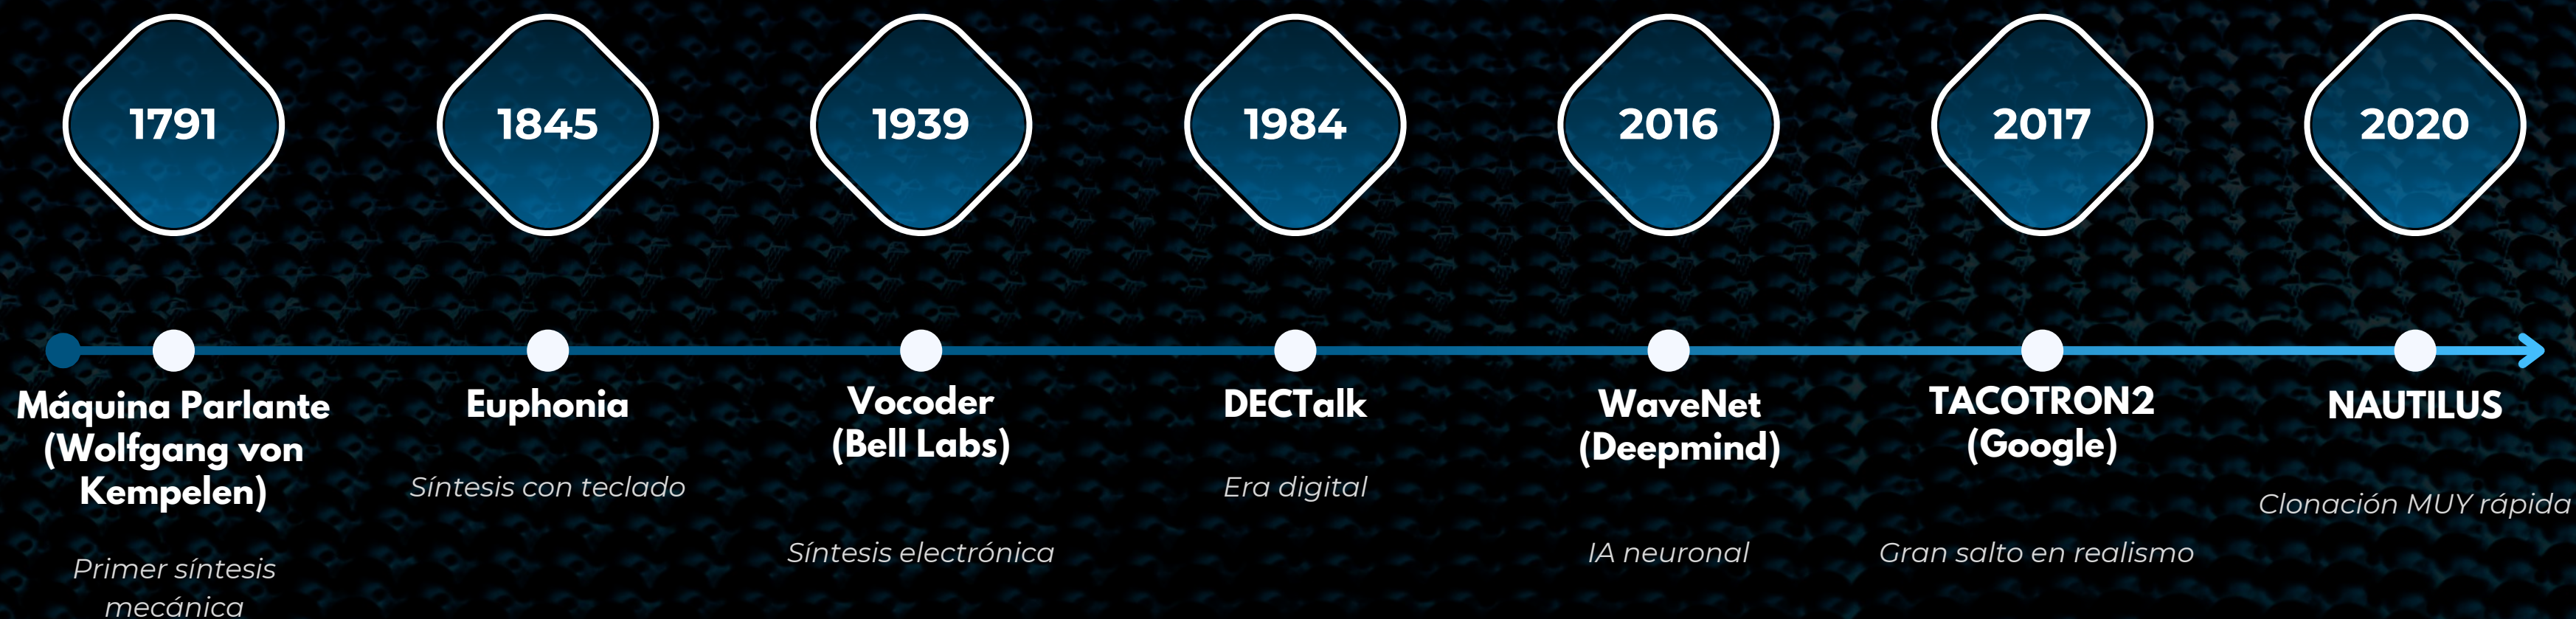 1791
1845
1939
1984
2016
2017
2020
Máquina Parlante
(Wolfgang von
Kempelen)
Primer síntesis
mecánica
Euphonia
Síntesis con teclado
Vocoder
(Bell Labs)
Síntesis electrónica
DECTalk
Era digital
WaveNet
(Deepmind)
IA neuronal
TACOTRON2
(Google)
Gran salto en realismo
NAUTILUS
Clonación MUY rápida